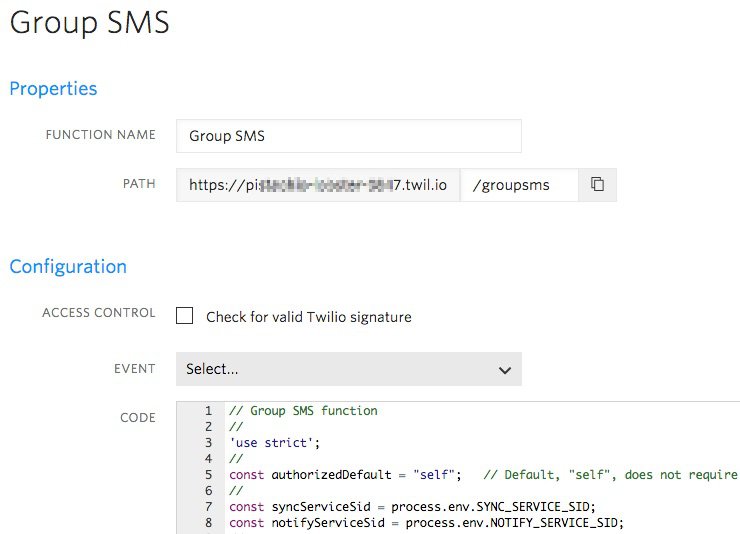 Group SMS
Properties
FUNCTION NAME Group SMS
PATH https://pi 7.twil.io /groupsms
Configuration
ACCESS CONTROL Check for valid Twilio signature
EVENT Select...
CODE
1 // Group SMS function
2 //
3 'use strict';
4 //
5 const authorizedDefault = "self"; // Default, "self", does not require
6 //
7 const syncServiceSid = process.env.SYNC_SERVICE_SID;
8 const notifyServiceSid = process.env.NOTIFY_SERVICE_SID;